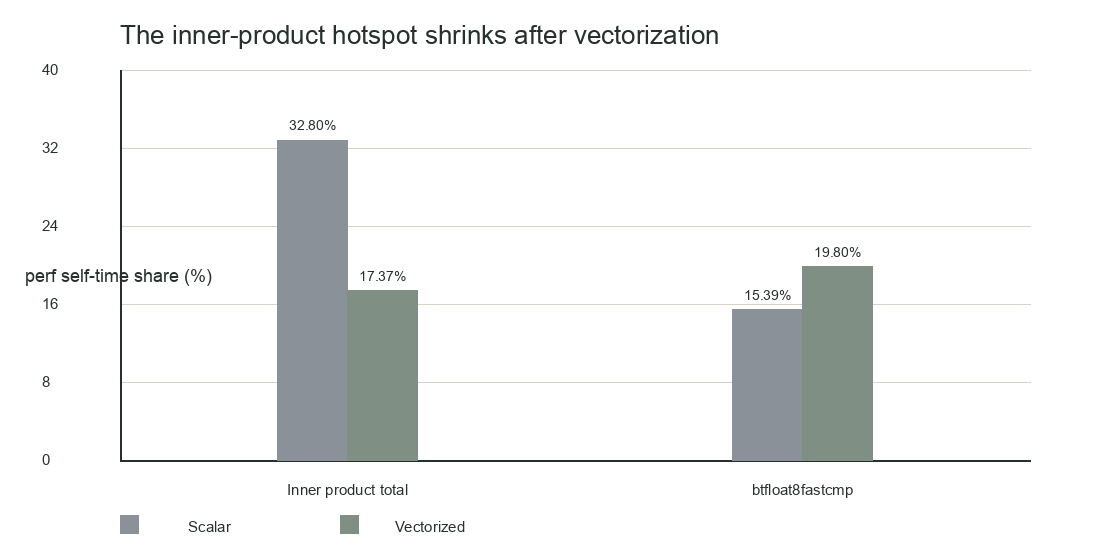 The inner-product hotspot shrinks after vectorization
40
32.80%
32
19.80%
24
17.37%
perf self-time share (%)
15.39%
16
8
0
Inner product total
btfloat8fastcmp
Scalar
Vectorized